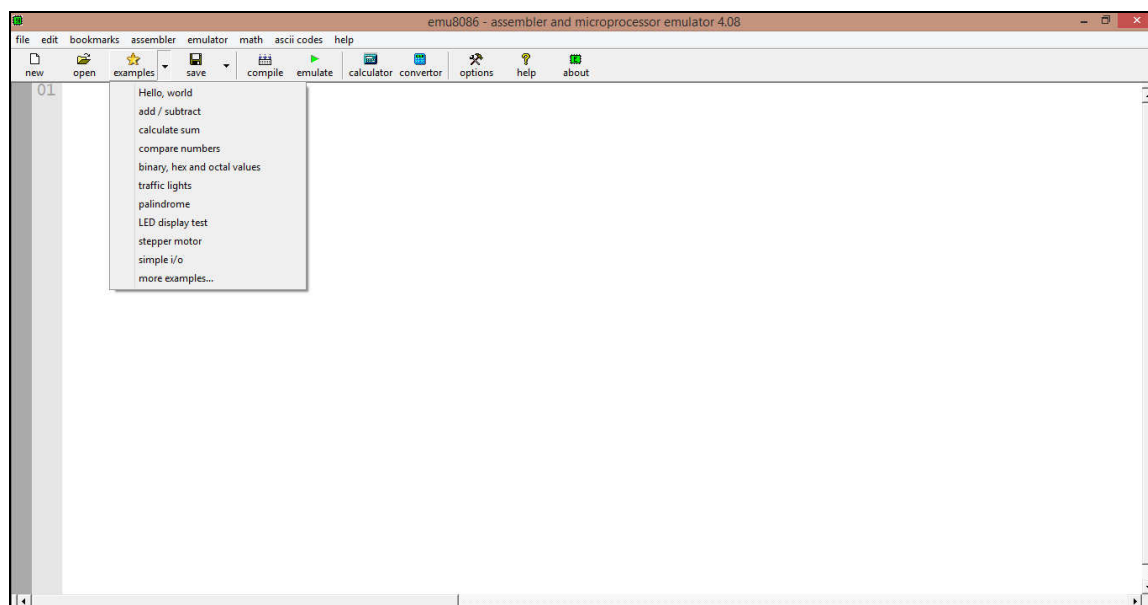 emu8086 - assembler and microprocessor emulator 4.08
file edit bookmarks assembler emulator math ascii codes help
new open examples save compile emulate calculator convertor options help about
01
Hello, world
add / subtract
calculate sum
compare numbers
binary, hex and octal values
traffic lights
palindrome
LED display test
stepper motor
simple i/o
more examples...